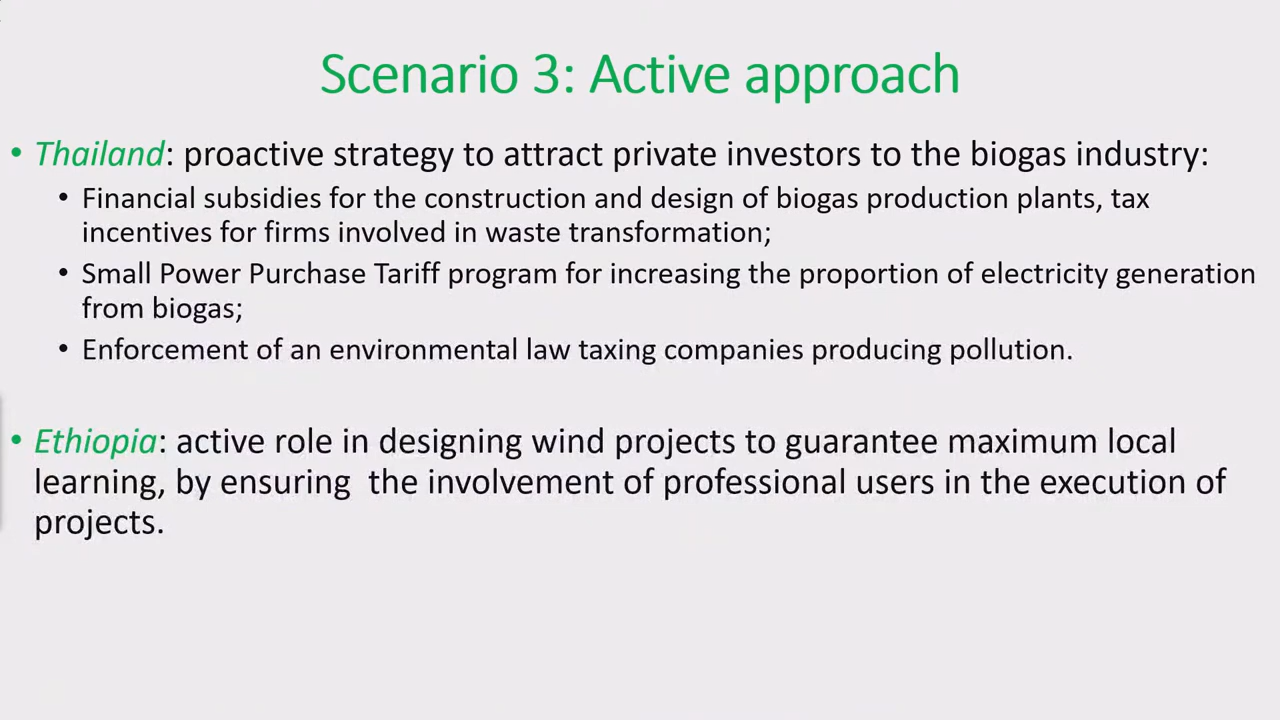 Scenario 3: Active approach
• Thailand: proactive strategy to attract private investors to the biogas industry:
• Financial subsidies for the construction and design of biogas production plants, tax
incentives for firms involved in waste transformation;
• Small Power Purchase Tariff program for increasing the proportion of electricity generation
from biogas;
• Enforcement of an environmental law taxing companies producing pollution.
• Ethiopia: active role in designing wind projects to guarantee maximum local
learning, by ensuring  the involvement of professional users in the execution of
projects.